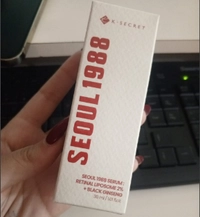 K-SECRET
SEOUL 1988
SEOUL 1988 SERUM:
RETINAL LIPOSOME 2%
+ BLACK GINSENG